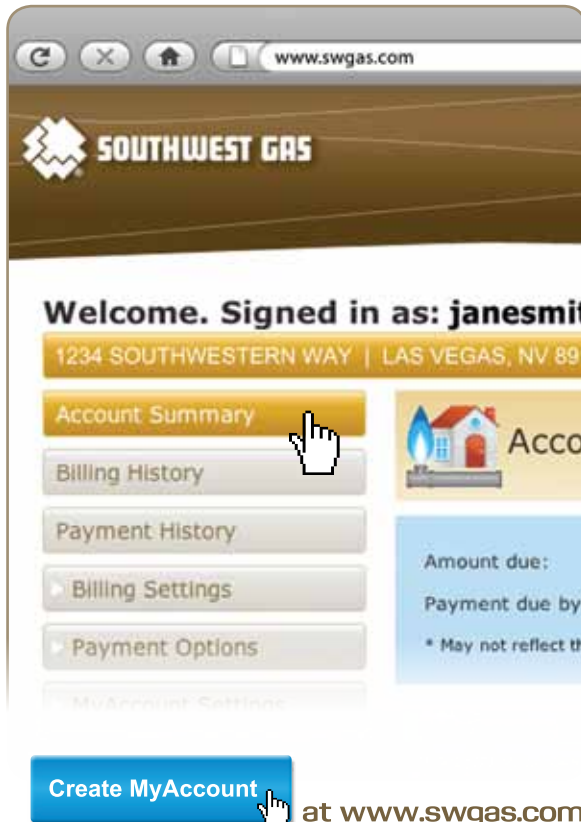 www.swgas.com
SOUTHWEST GAS
Welcome. Signed in as: janesmit
1234 SOUTHWESTERN WAY | LAS VEGAS, NV 89
Account Summary
Acco
Billing History
Payment History
Amount due:
Billing Settings
Payment due by
Payment Options
* May not reflect th
MyAccount Settings
Create MyAccount
at www.swgas.com